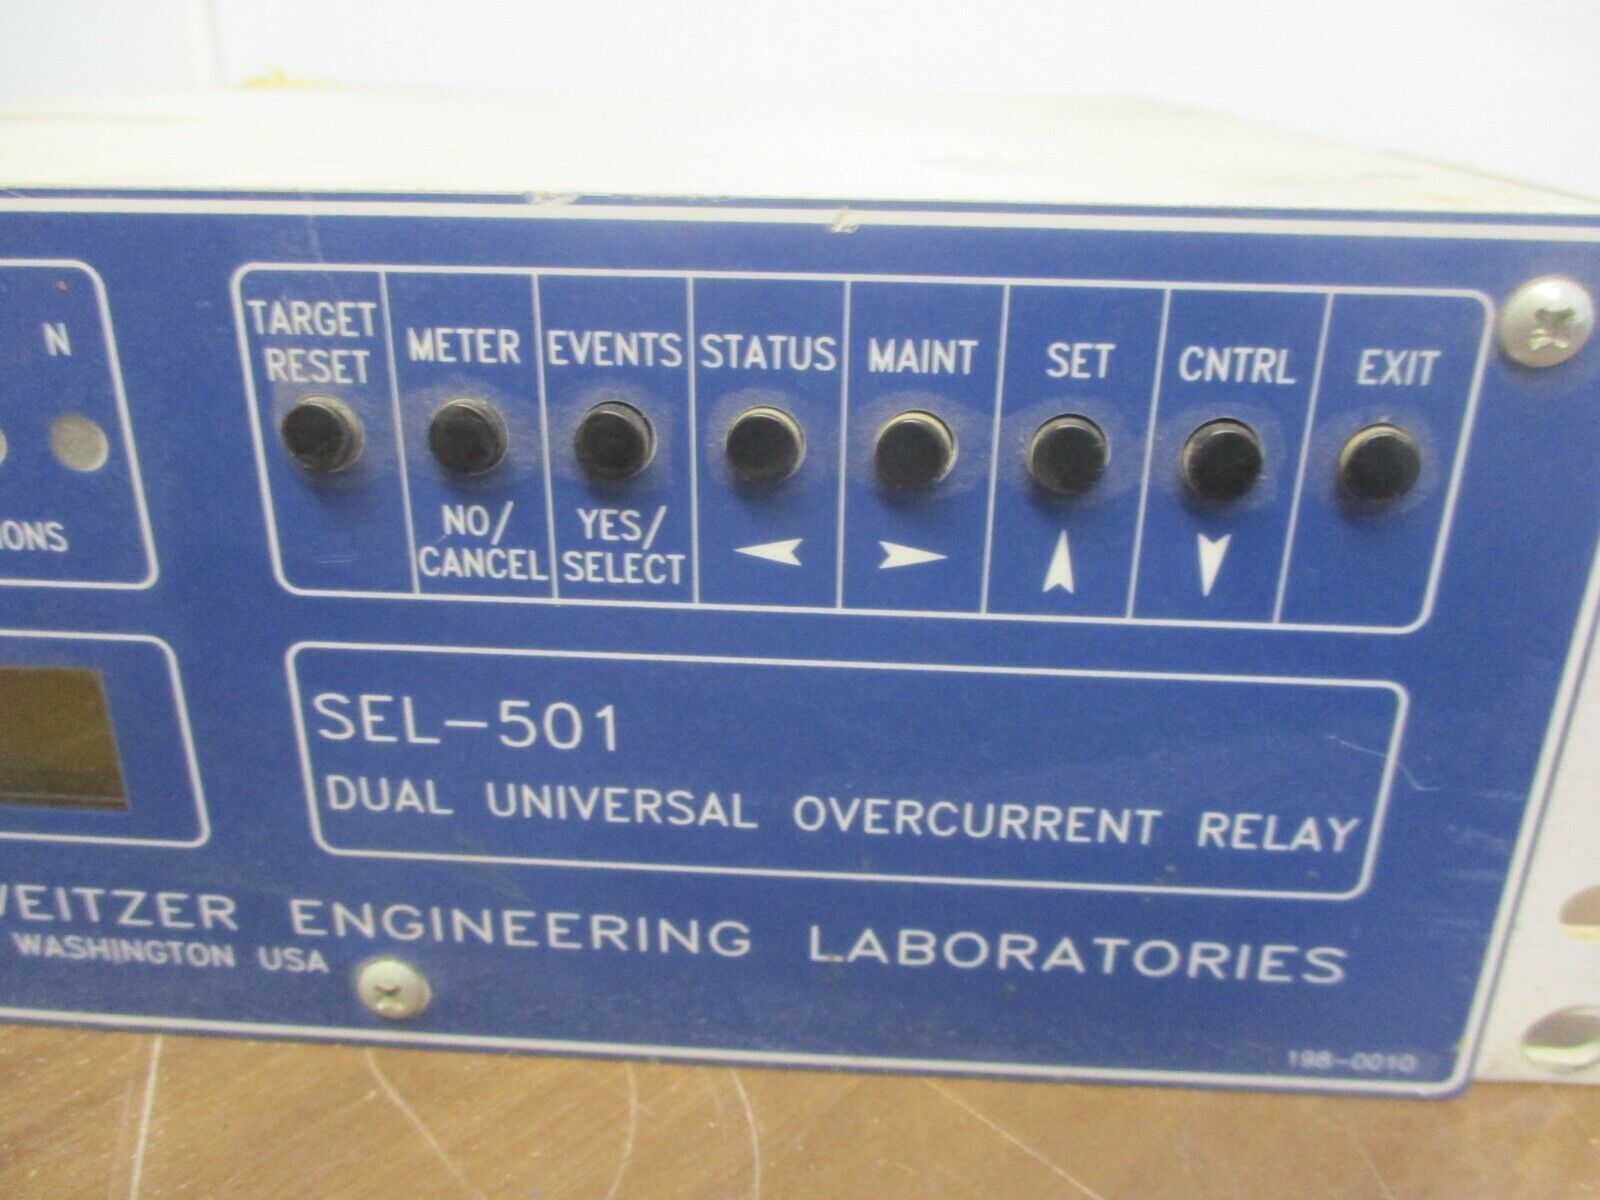 N
IONS
TARGET RESET
METER
EVENTS
STATUS
MAINT
SET
CNTRL
EXIT
NO/ CANCEL
YES/ SELECT
SEL-501
DUAL UNIVERSAL OVERCURRENT RELAY
WEITZER ENGINEERING LABORATORIES
WASHINGTON USA
198-0010